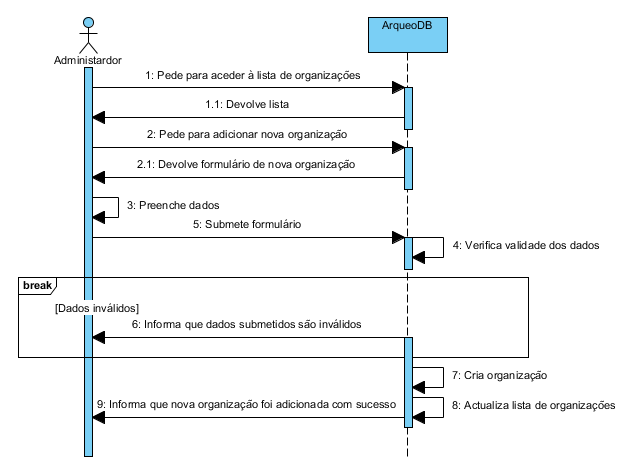 ArqueoDB
Administardor
1: Pede para aceder à lista de organizações
1.1: Devolve lista
2: Pede para adicionar nova organização
2.1: Devolve formulário de nova organização
3: Preenche dados
5: Submete formulário
4: Verifica validade dos dados
break
[Dados inválidos]
6: Informa que dados submetidos são inválidos
7: Cria organização
9: Informa que nova organização foi adicionada com sucesso
8: Actualiza lista de organizações